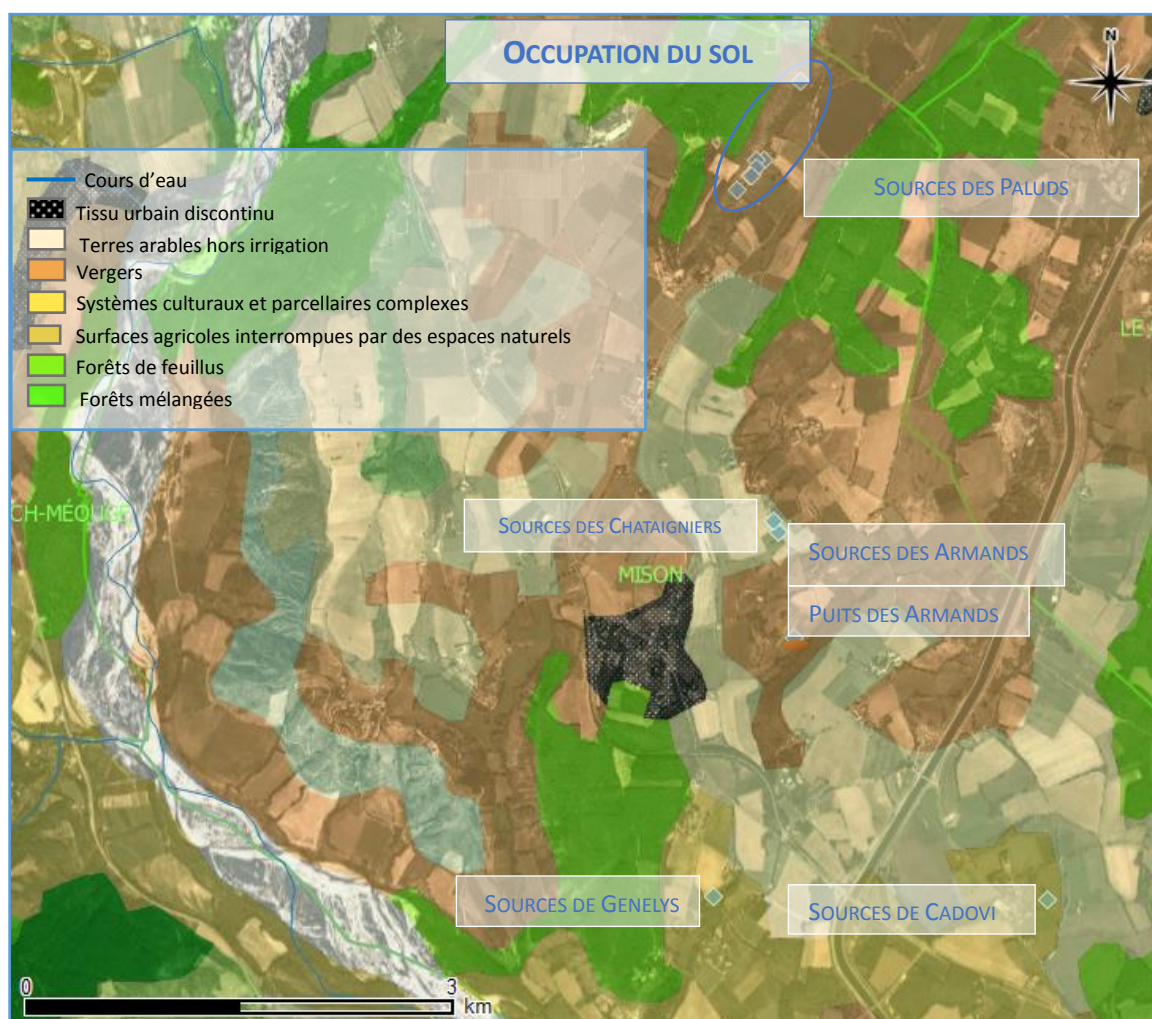 OCCUPATION DU SOL
N
SOURCES DES PALUDS
Cours d'eau
Tissu urbain discontinu
Terres arables hors irrigation
Vergers
Systèmes culturaux et parcellaires complexes
Surfaces agricoles interrompues par des espaces naturels
Forêts de feuillus
Forêts mélangées
LE
CH-MÉOUGE
SOURCES DES CHATAIGNIERS
SOURCES DES ARMANDS
MISON
PUITS DES ARMANDS
SOURCES DE GENELYS
SOURCES DE CADOVI
0 3
km